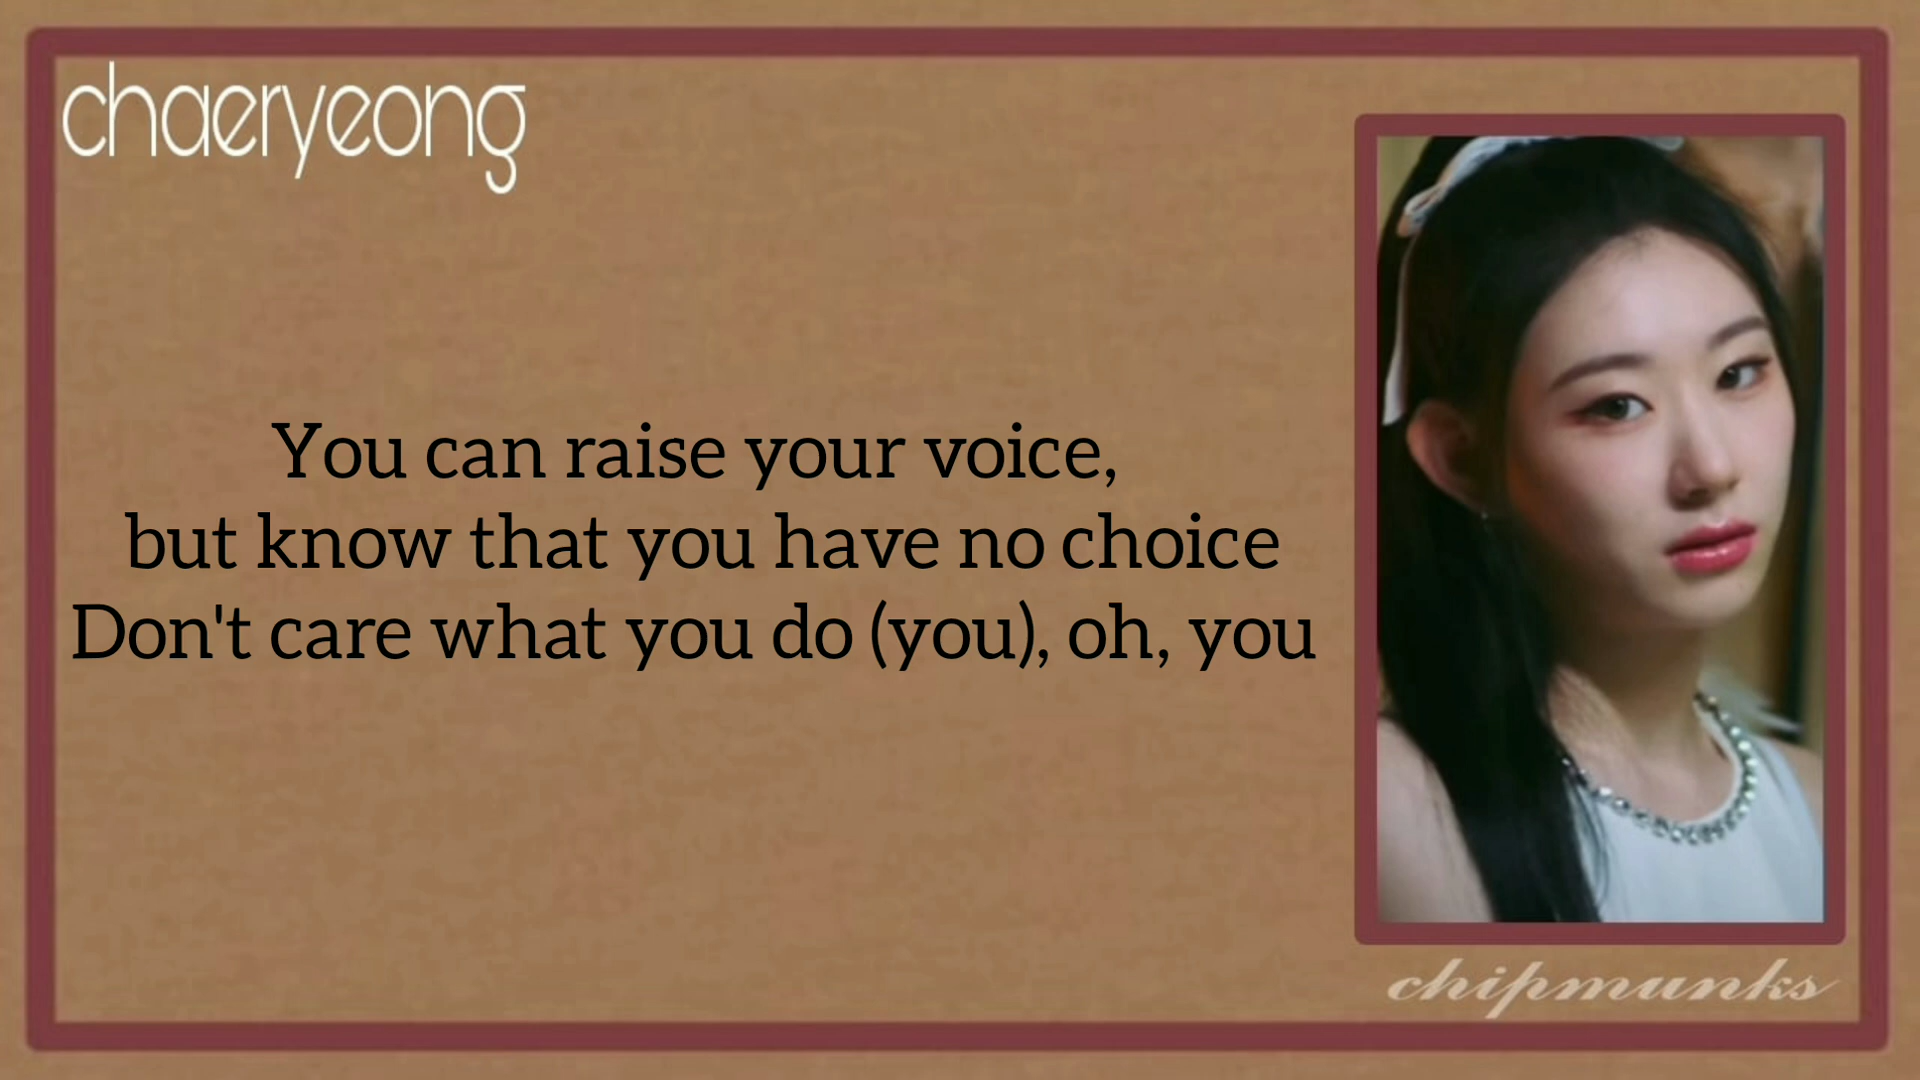 chaeryeong
You can raise your voice,
but know that you have no choice
Don't care what you do (you), oh, you
chipmunks